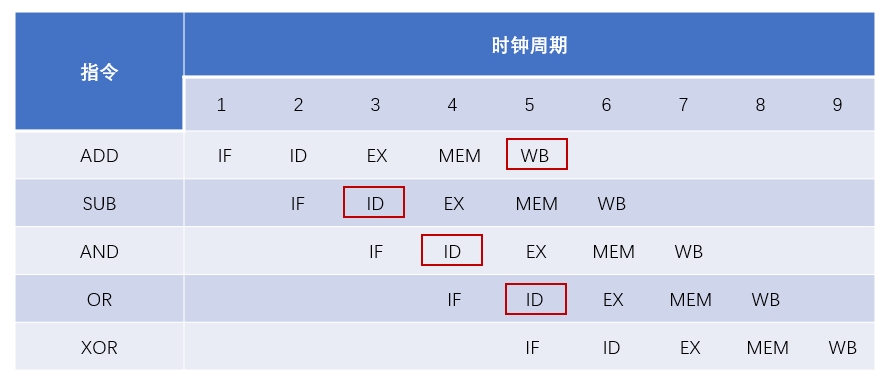 指令 时钟周期
1 2 3 4 5 6 7 8 9
ADD IF ID EX MEM WB
SUB IF ID EX MEM WB
AND IF ID EX MEM WB
OR IF ID EX MEM WB
XOR IF ID EX MEM WB